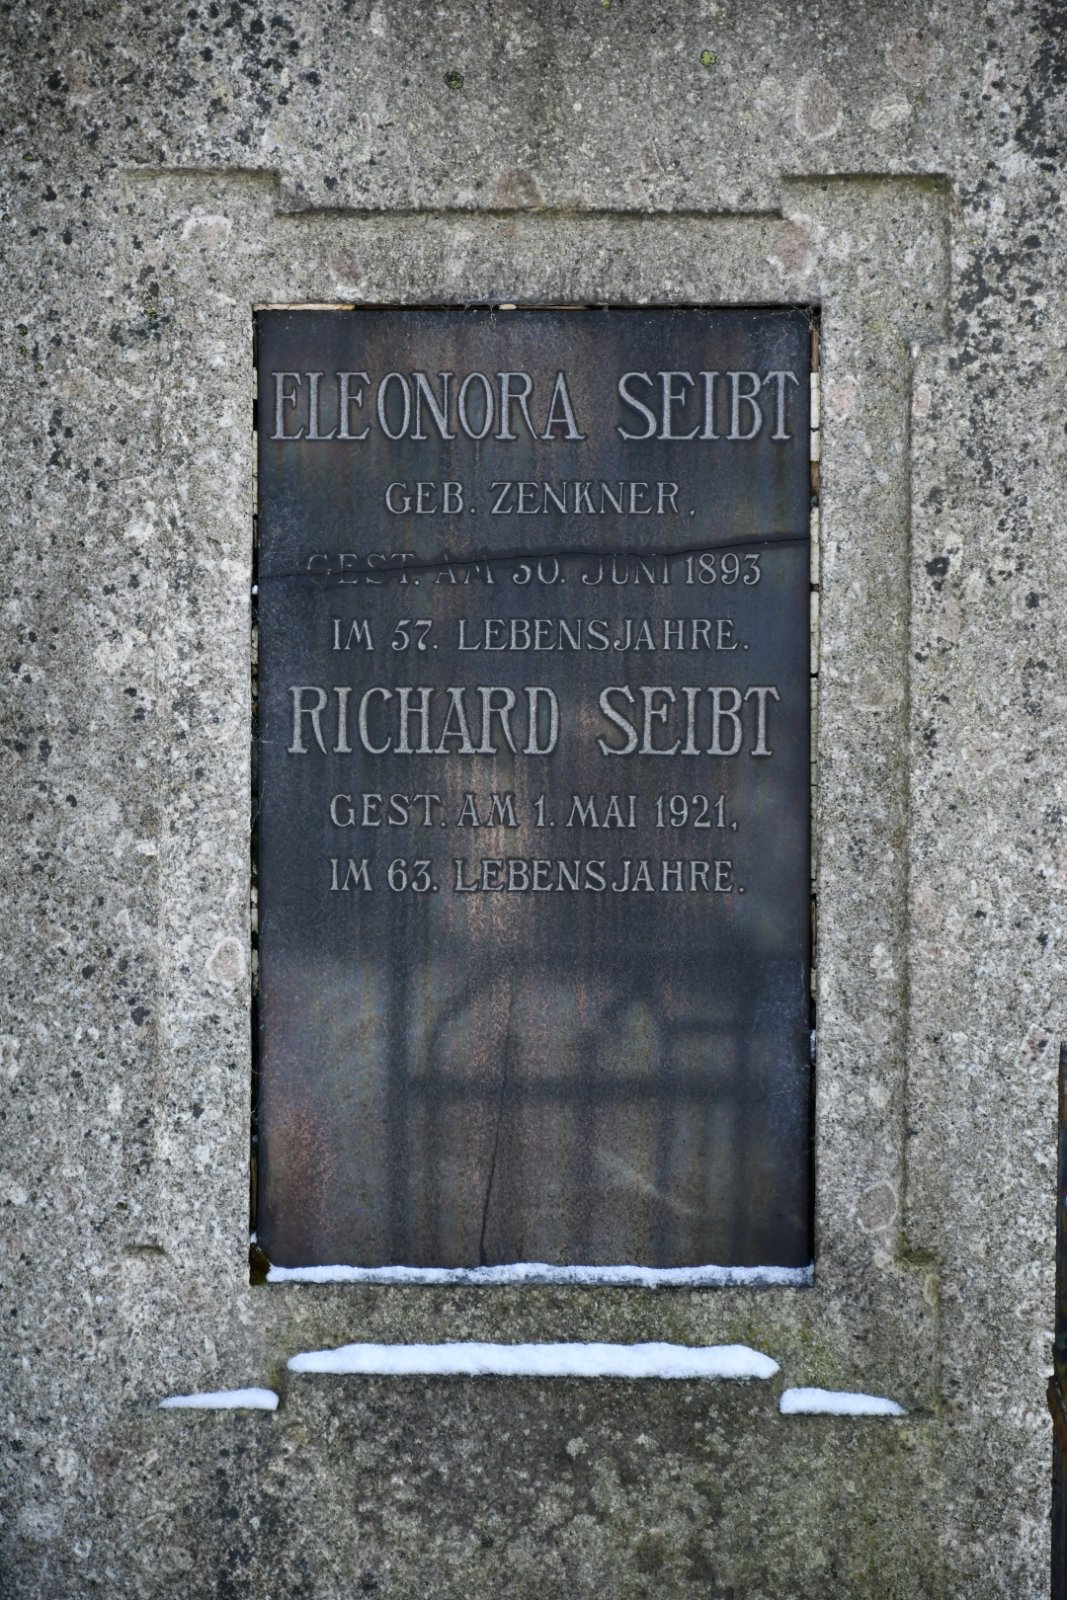 ELEONORA SEIBT
GEB. ZENKNER.
GEST. AM 30. JUNI 1893
IM 57. LEBENSJAHRE.
RICHARD SEIBT
GEST. AM 1. MAI 1921,
IM 63. LEBENSJAHRE.